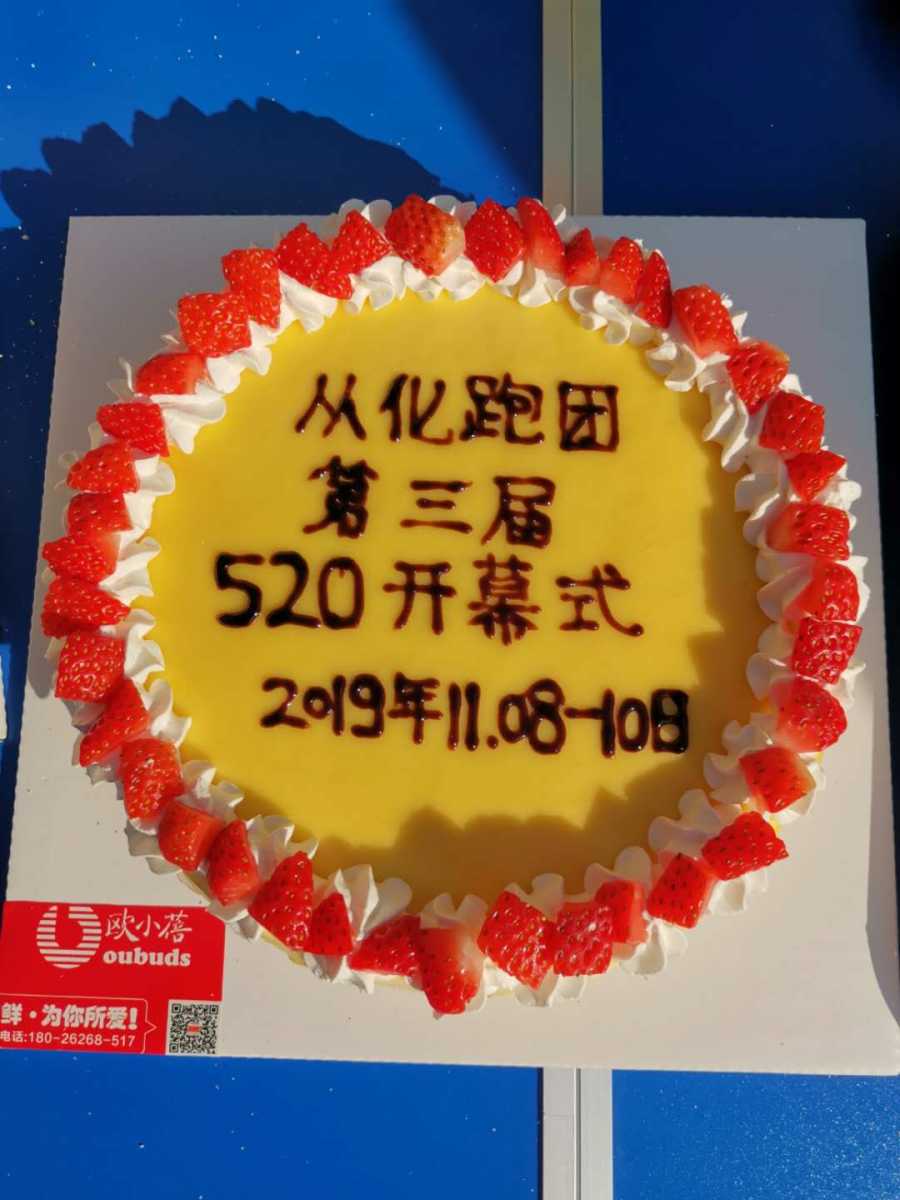 从化跑团
第三届
520开幕式
2019年11.08-10日
欧小蓓
oubuds
鲜·为你所爱!
电话:180-26268-517